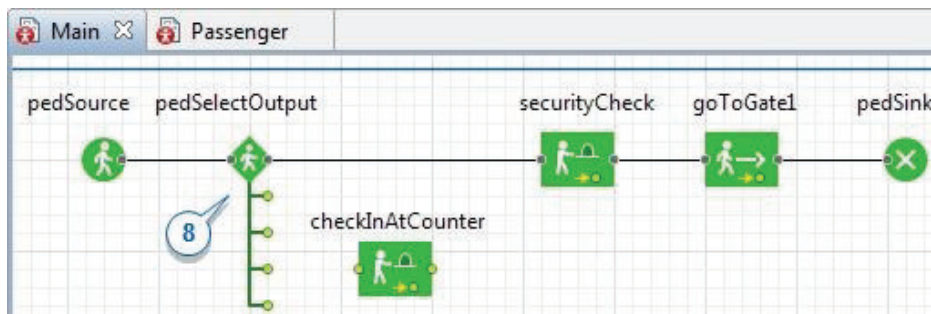 Main Passenger
pedSource pedSelectOutput securityCheck goToGate1 pedSink
8
checkInAtCounter